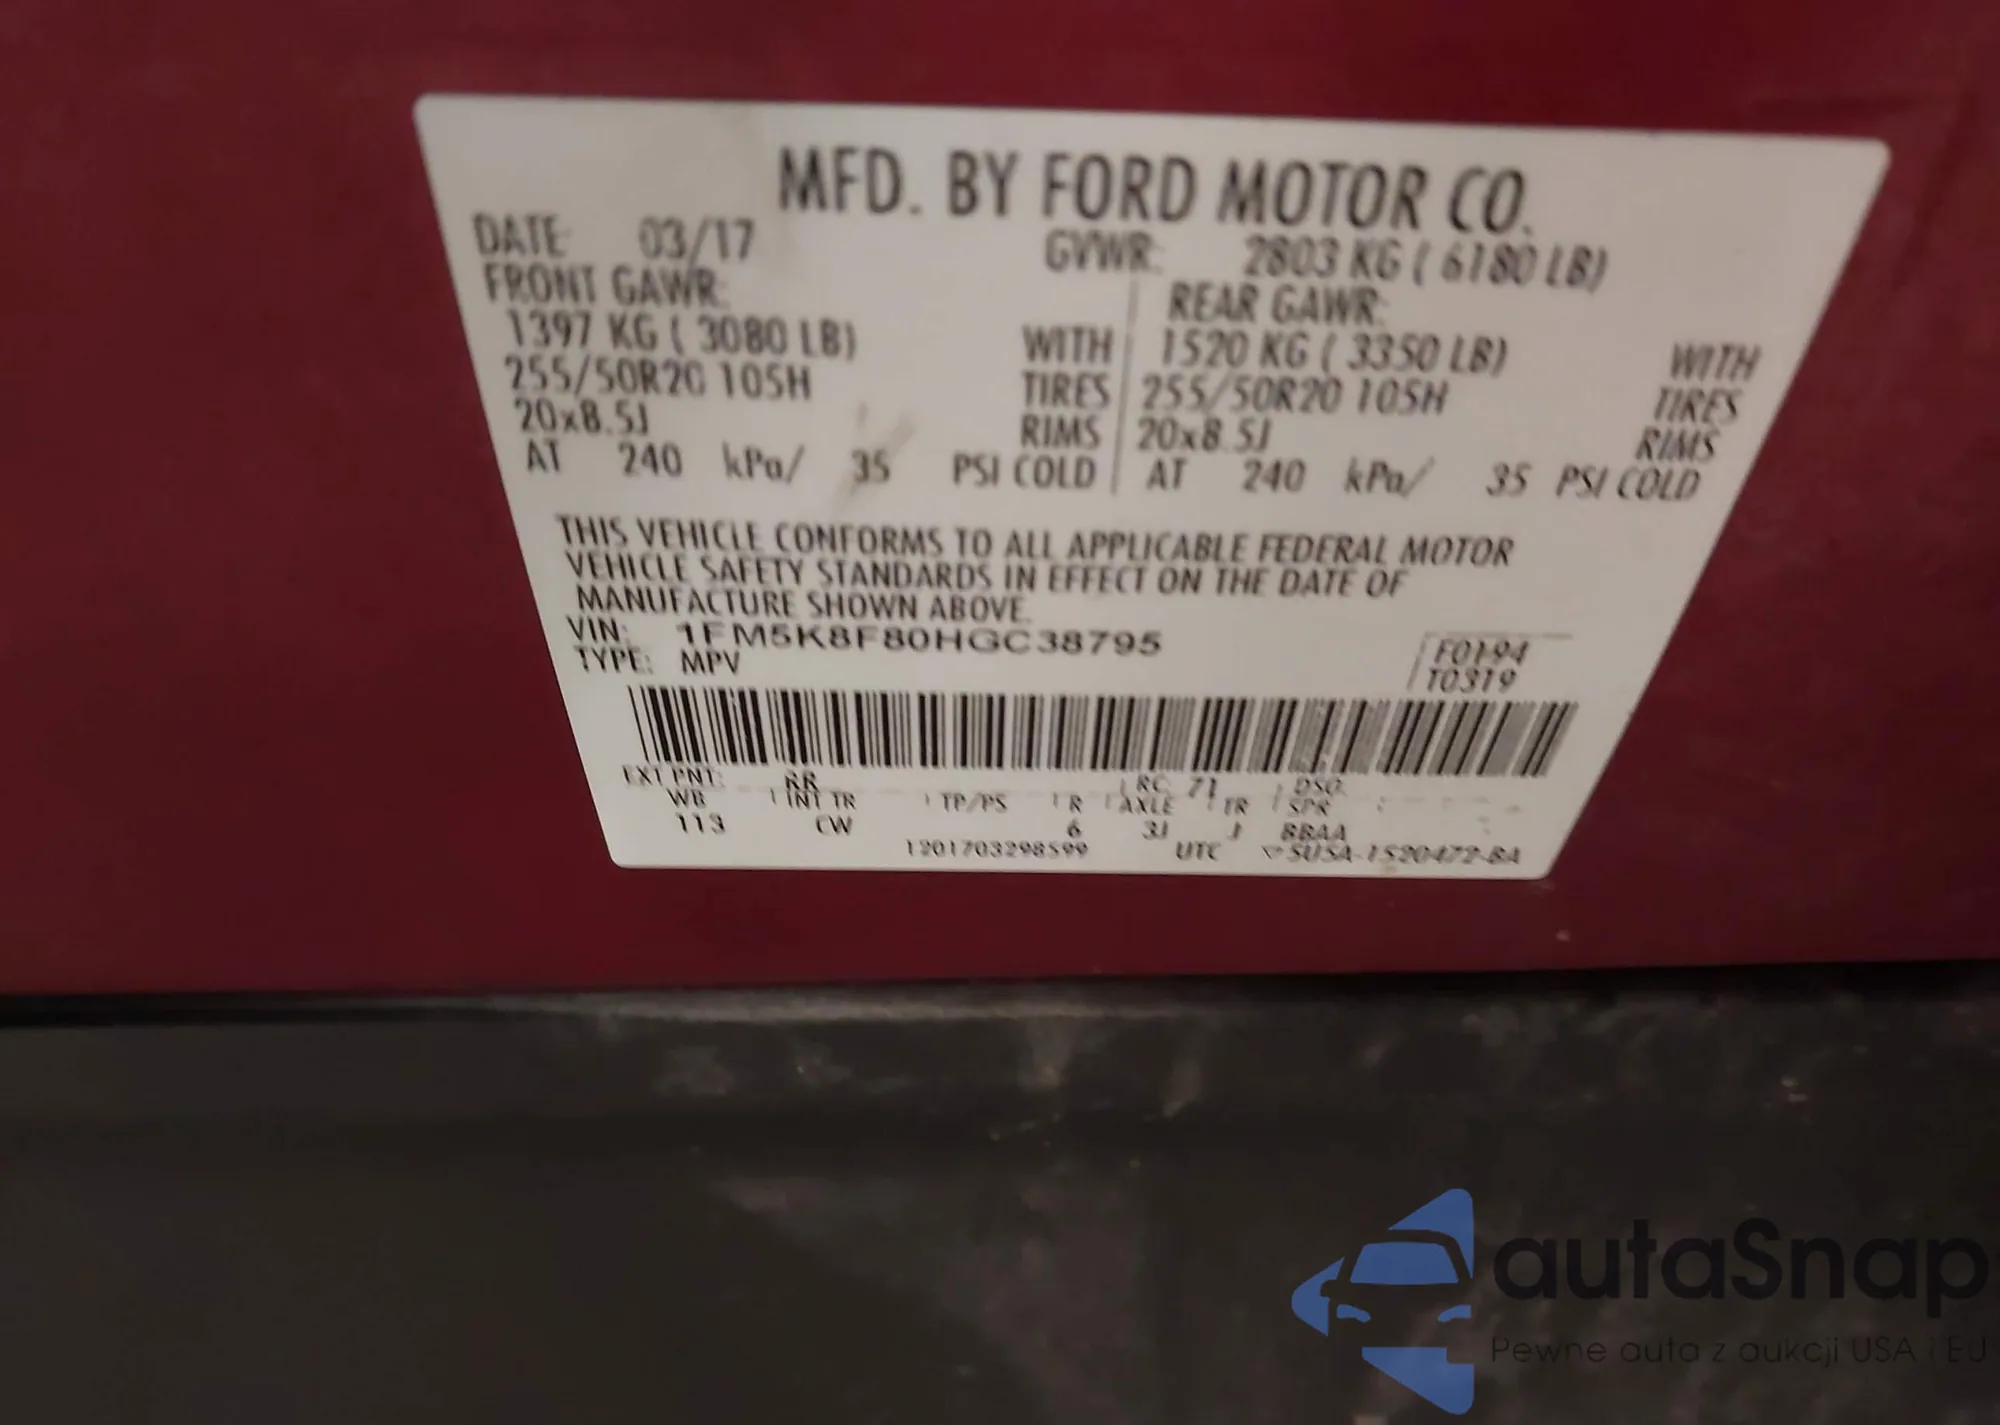 MFD. BY FORD MOTOR CO.
DATE: 03/17 GVWR: 2803 KG ( 6180 LB)
FRONT GAWR: REAR GAWR:
1397 KG ( 3080 LB) WITH 1520 KG ( 3350 LB) WITH
255/50R20 105H TIRES 255/50R20 105H TIRES
20x8.5J RIMS 20x8.5J RIMS
AT 240 kPa/ 35 PSI COLD AT 240 kPa/ 35 PSI COLD
THIS VEHICLE CONFORMS TO ALL APPLICABLE FEDERAL MOTOR
VEHICLE SAFETY STANDARDS IN EFFECT ON THE DATE OF
MANUFACTURE SHOWN ABOVE.
VIN: 1FM5K8F80HGC38795 F0194
TYPE: MPV T0319
EXT PNT: RR RC: 71 DSO:
WB INT TR TP/PS R AXLE TR SPR
113 CW 6 3J J BBAA
1201703298599 UTC SUSA-1520472-BA
autaSnap
Pewne auta z aukcji USA i EU